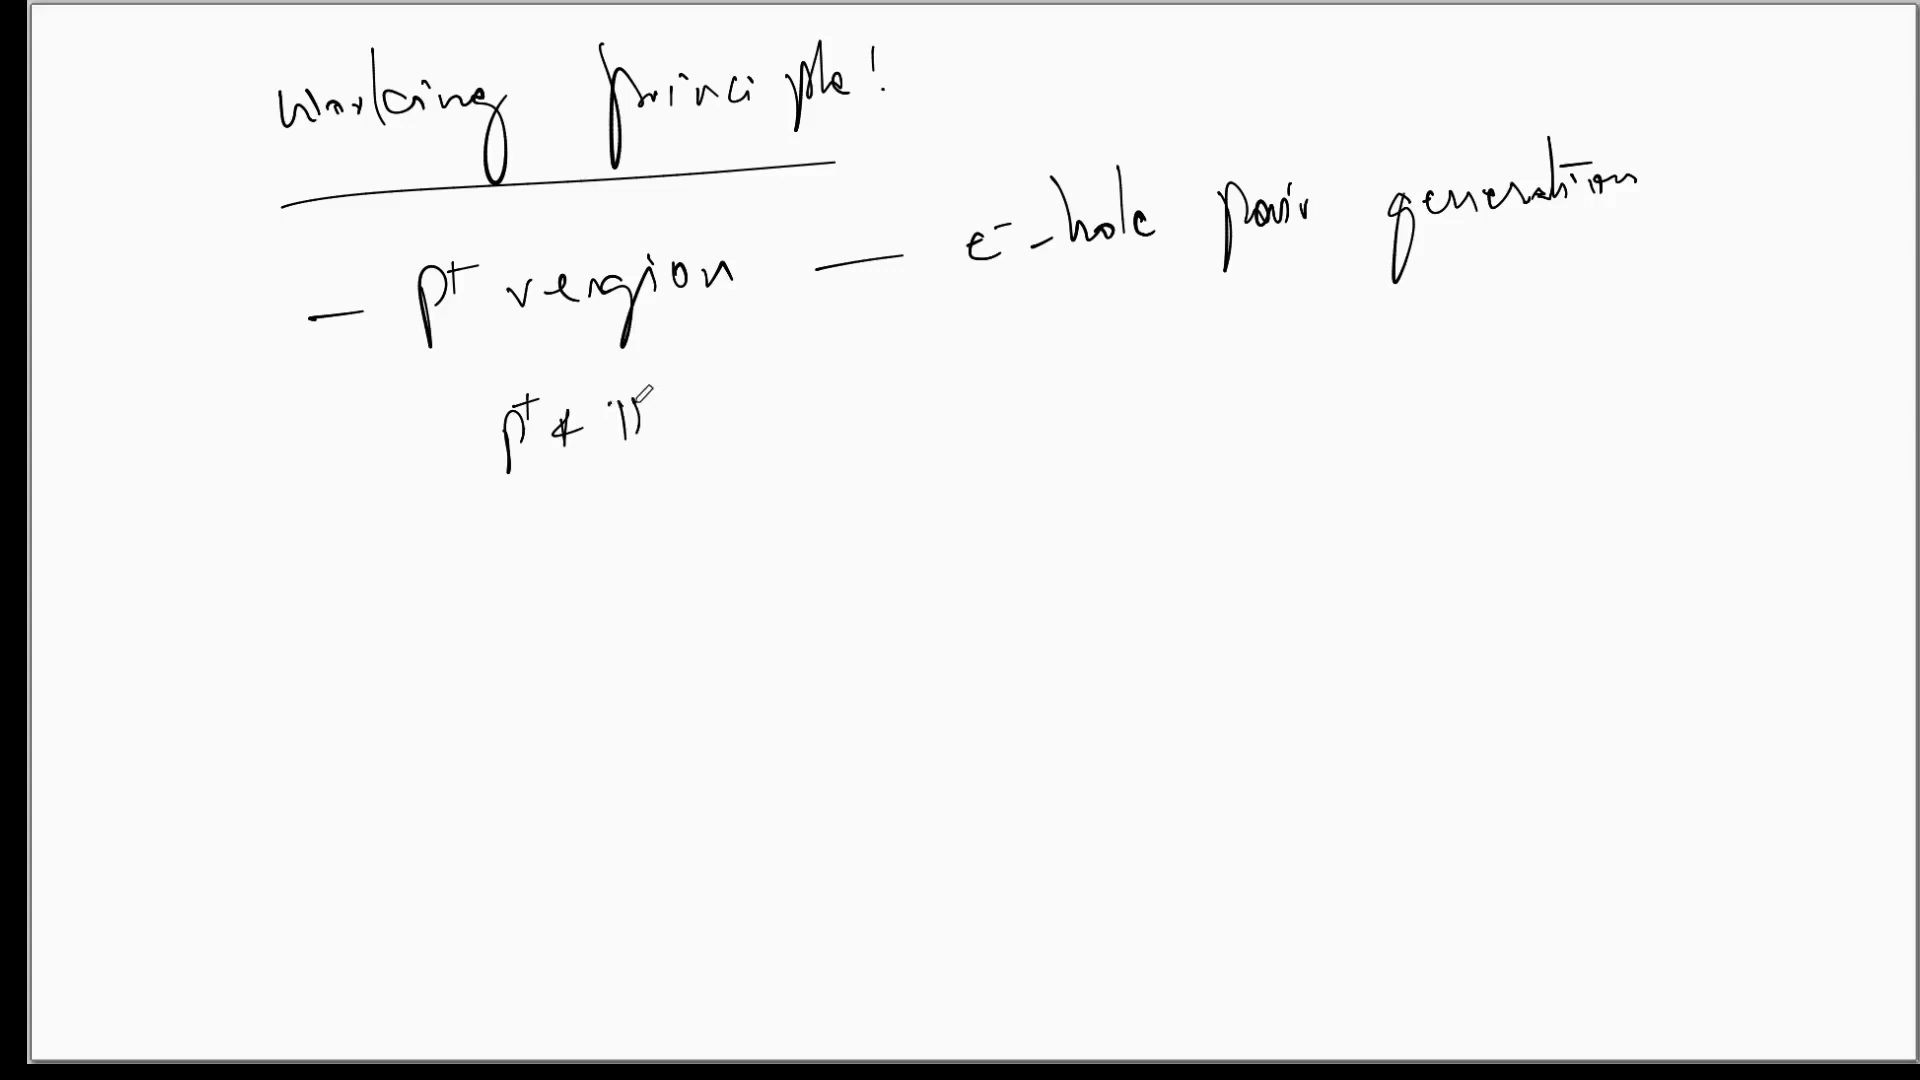 Working principle!
— p⁺ region — e⁻-hole pair generation
p⁺ & π